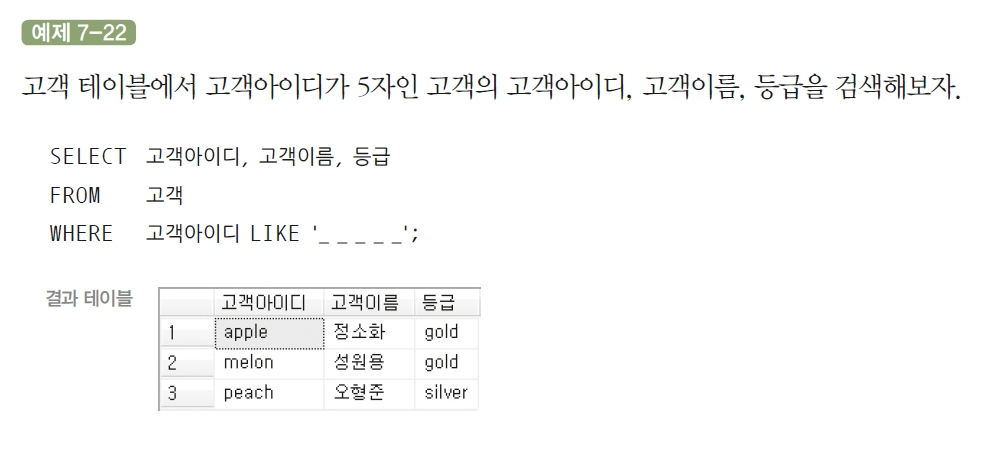 예제 7-22
고객 테이블에서 고객아이디가 5자인 고객의 고객아이디, 고객이름, 등급을 검색해보자.
SELECT 고객아이디, 고객이름, 등급
FROM 고객
WHERE 고객아이디 LIKE '_ _ _ _ _';
결과 테이블
고객아이디 고객이름 등급
1 apple 정소화 gold
2 melon 성원용 gold
3 peach 오형준 silver